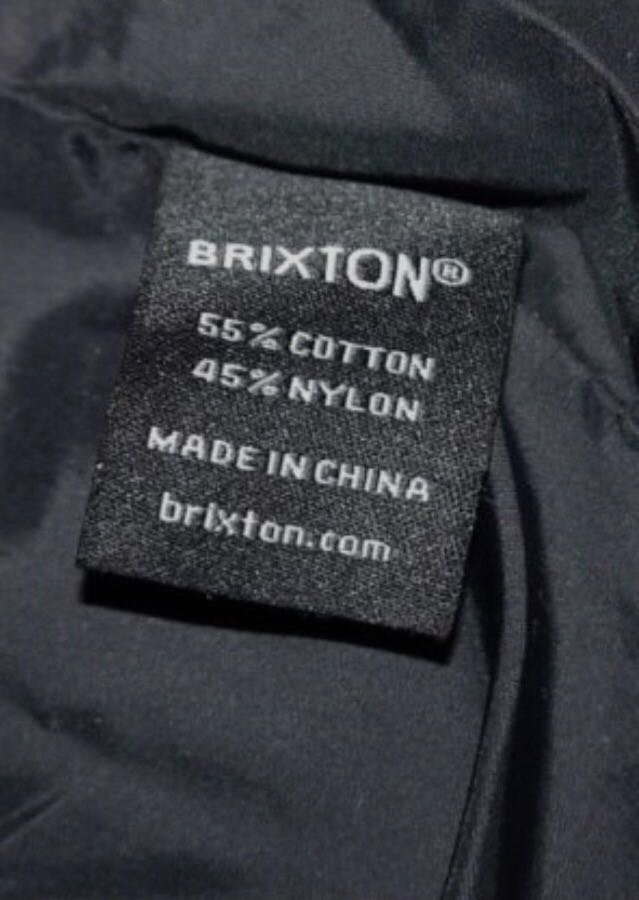 BRIXTON®
55% COTTON
45% NYLON
MADE IN CHINA
brixton.com